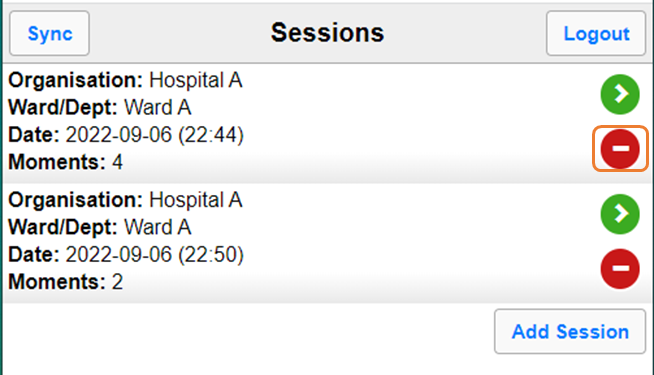 Sync Sessions Logout
Organisation: Hospital A
Ward/Dept: Ward A
Date: 2022-09-06 (22:44)
Moments: 4
Organisation: Hospital A
Ward/Dept: Ward A
Date: 2022-09-06 (22:50)
Moments: 2
Add Session